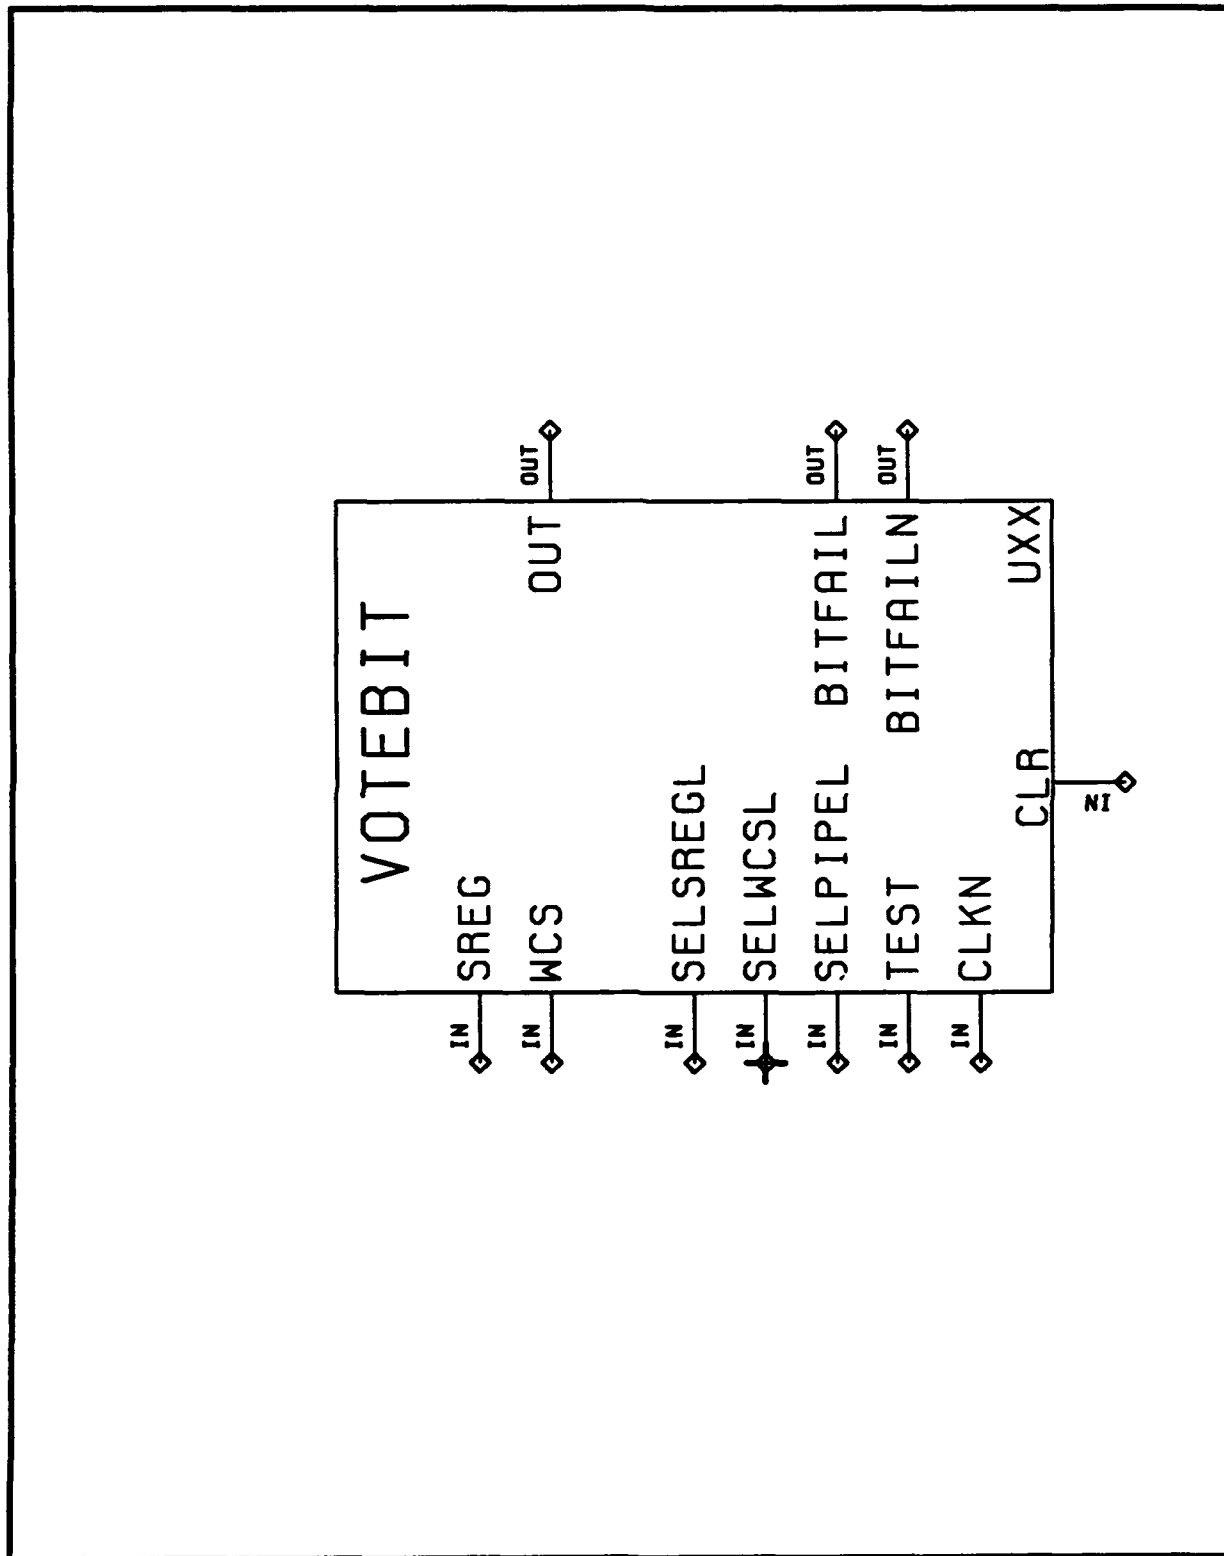 VOTEBIT
IN SREG
IN WCS OUT OUT
IN SELSREGL
IN SELWCSL
IN SELPIPEL BITFAIL OUT
IN TEST BITFAILN OUT
IN CLKN
CLR UXX
IN